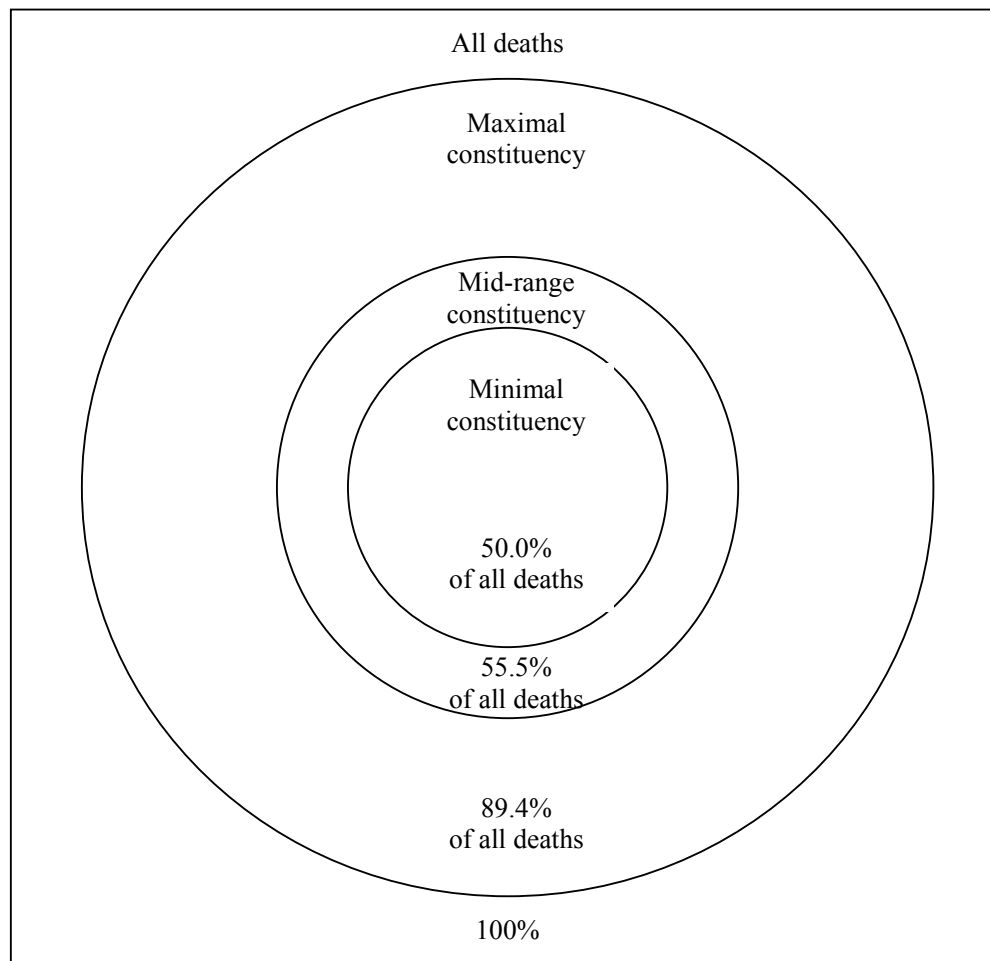 All deaths
Maximal
constituency
Mid-range
constituency
Minimal
constituency
50.0%
of all deaths
55.5%
of all deaths
89.4%
of all deaths
100%